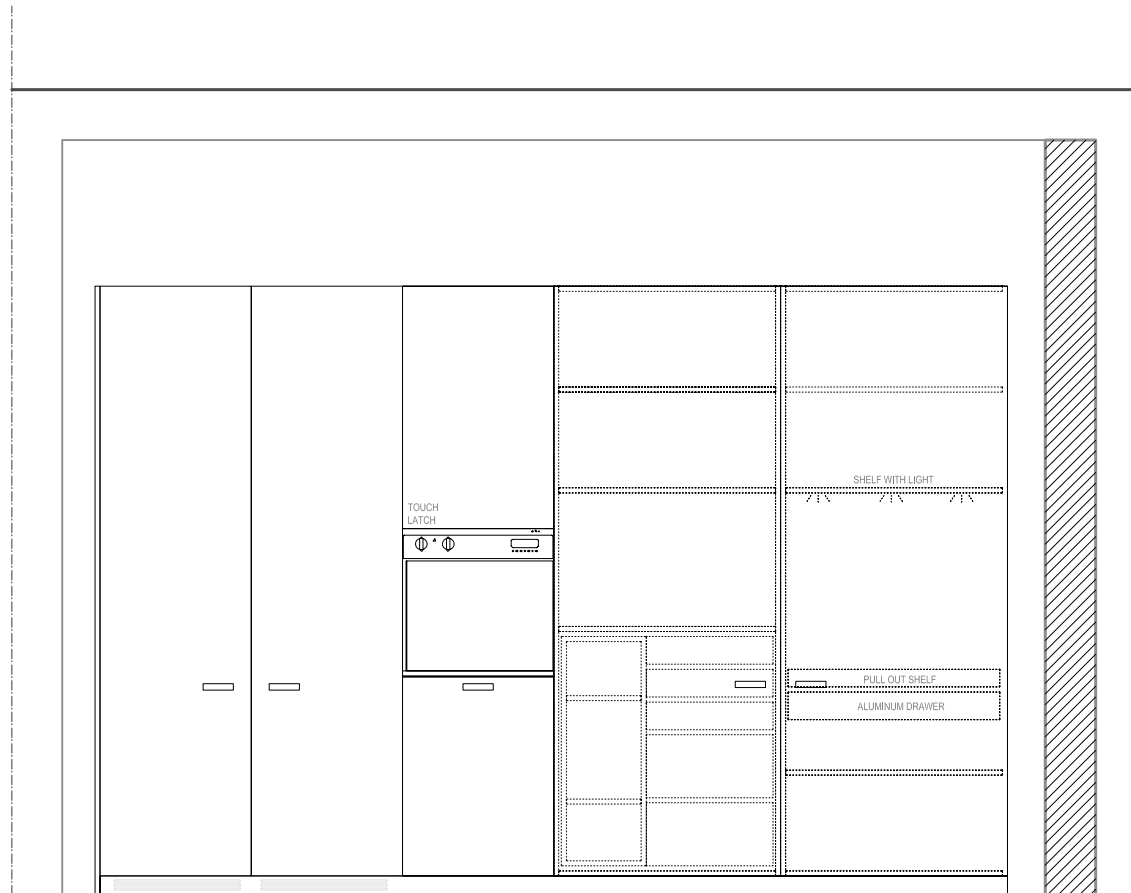 SHELF WITH LIGHT
TOUCH
LATCH
PULL OUT SHELF
ALUMINUM DRAWER